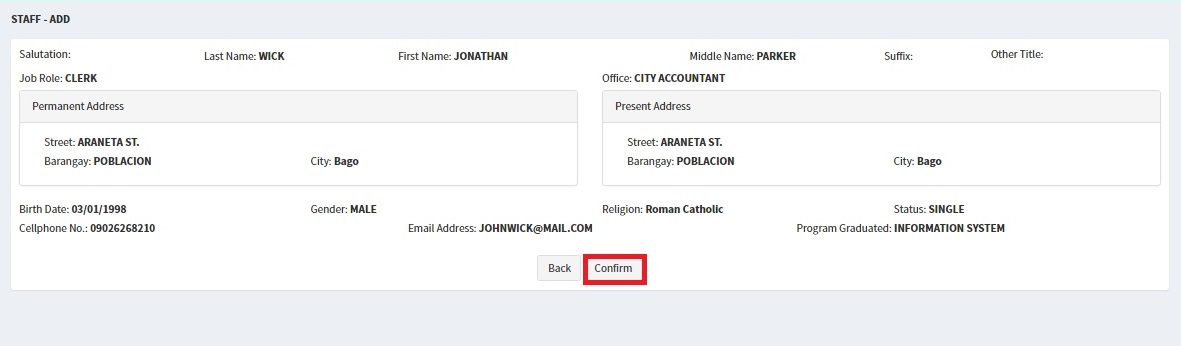 STAFF - ADD
Salutation: Last Name: WICK First Name: JONATHAN Middle Name: PARKER Suffix: Other Title:
Job Role: CLERK Office: CITY ACCOUNTANT
Permanent Address Present Address
Street: ARANETA ST. Street: ARANETA ST.
Barangay: POBLACION City: Bago Barangay: POBLACION City: Bago
Birth Date: 03/01/1998 Gender: MALE Religion: Roman Catholic Status: SINGLE
Cellphone No.: 09026268210 Email Address: JOHNWICK@MAIL.COM Program Graduated: INFORMATION SYSTEM
Back Confirm